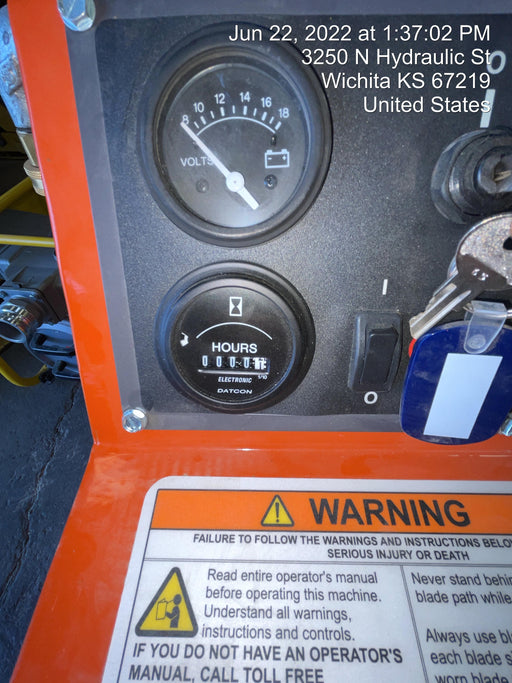 Jun 22, 2022 at 1:37:02 PM
3250 N Hydraulic St
Wichita KS 67219
United States
O
I
8 10 12 14 16 18
VOLTS
I
HOURS
1/10
ELECTRONIC
DATCON
O
WARNING
FAILURE TO FOLLOW THE WARNINGS AND INSTRUCTIONS BELO
SERIOUS INJURY OR DEATH
Read entire operator's manual
before operating this machine.
Understand all warnings,
instructions and controls.
IF YOU DO NOT HAVE AN OPERATOR'S
MANUAL, CALL TOLL FREE
Never stand behin
blade path while
Always use bl
each blade s
worn blade